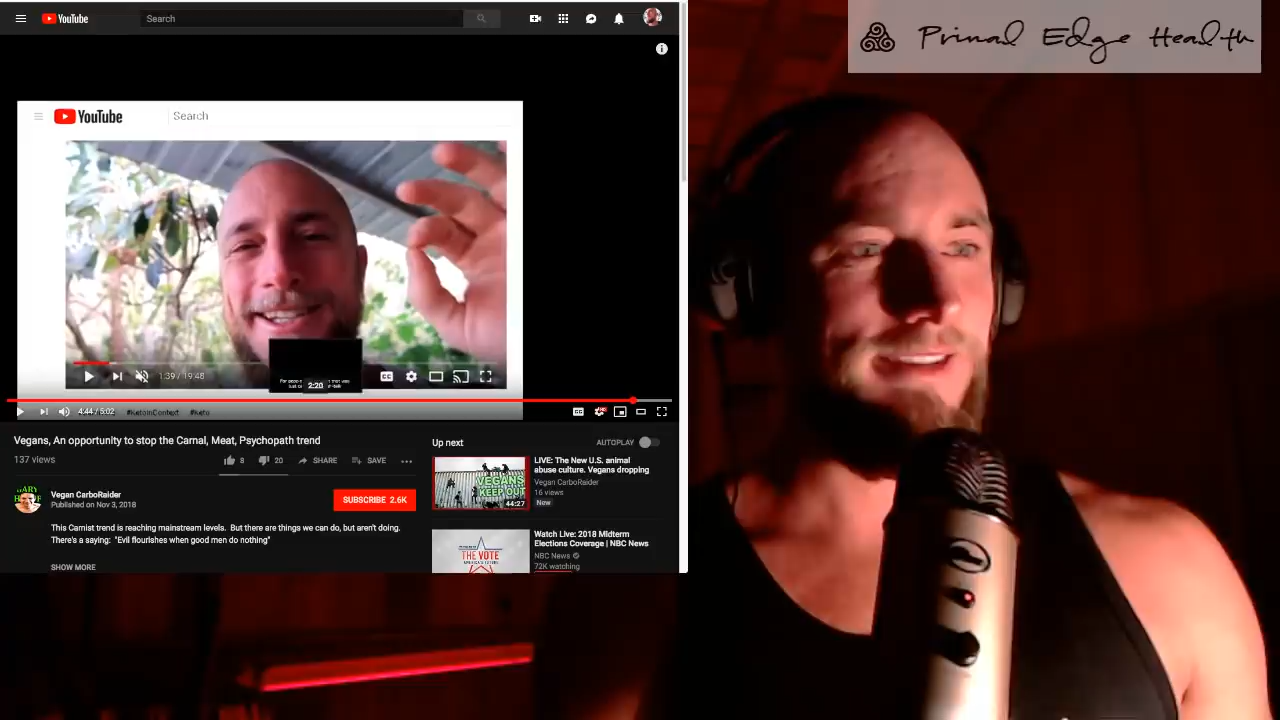 YouTube
Search
Primal Edge Health
YouTube
Search
1:39 / 19:48
2:20
4:44 / 5:02
#KetoInContext #Keto
Vegans, An opportunity to stop the Carnal, Meat, Psychopath trend
137 views
8
20
SHARE
SAVE
Vegan CarboRaider
Published on Nov 3, 2018
SUBSCRIBE 2.6K
This Carnist trend is reaching mainstream levels. But there are things we can do, but aren't doing.
There's a saying: "Evil flourishes when good men do nothing"
SHOW MORE
Up next
AUTOPLAY
VEGANS
KEEP OUT
44:27
LIVE: The New U.S. animal
abuse culture. Vegans dropping
Vegan CarboRaider
16 views
New
THE VOTE
Watch Live: 2018 Midterm
Elections Coverage | NBC News
NBC News
72K watching